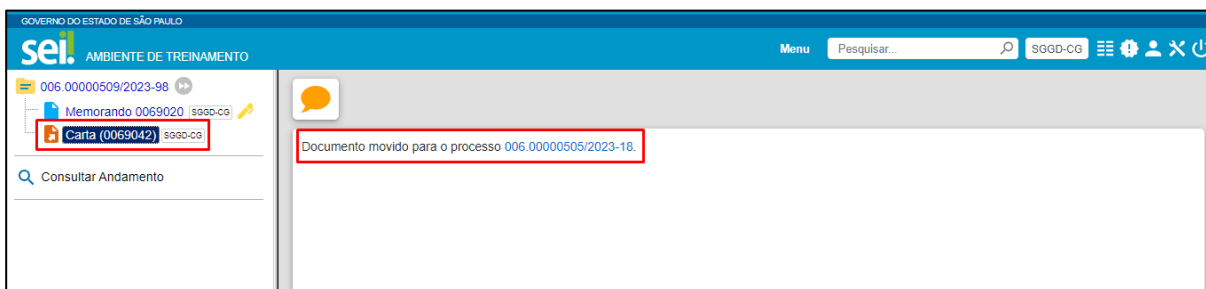 GOVERNO DO ESTADO DE SÃO PAULO
sei! AMBIENTE DE TREINAMENTO
Menu Pesquisar... SGGD-CG
006.00000509/2023-98
Memorando 0069020 SGGD-CG
Carta (0069042) SGGD-CG
Documento movido para o processo 006.00000505/2023-18.
Consultar Andamento